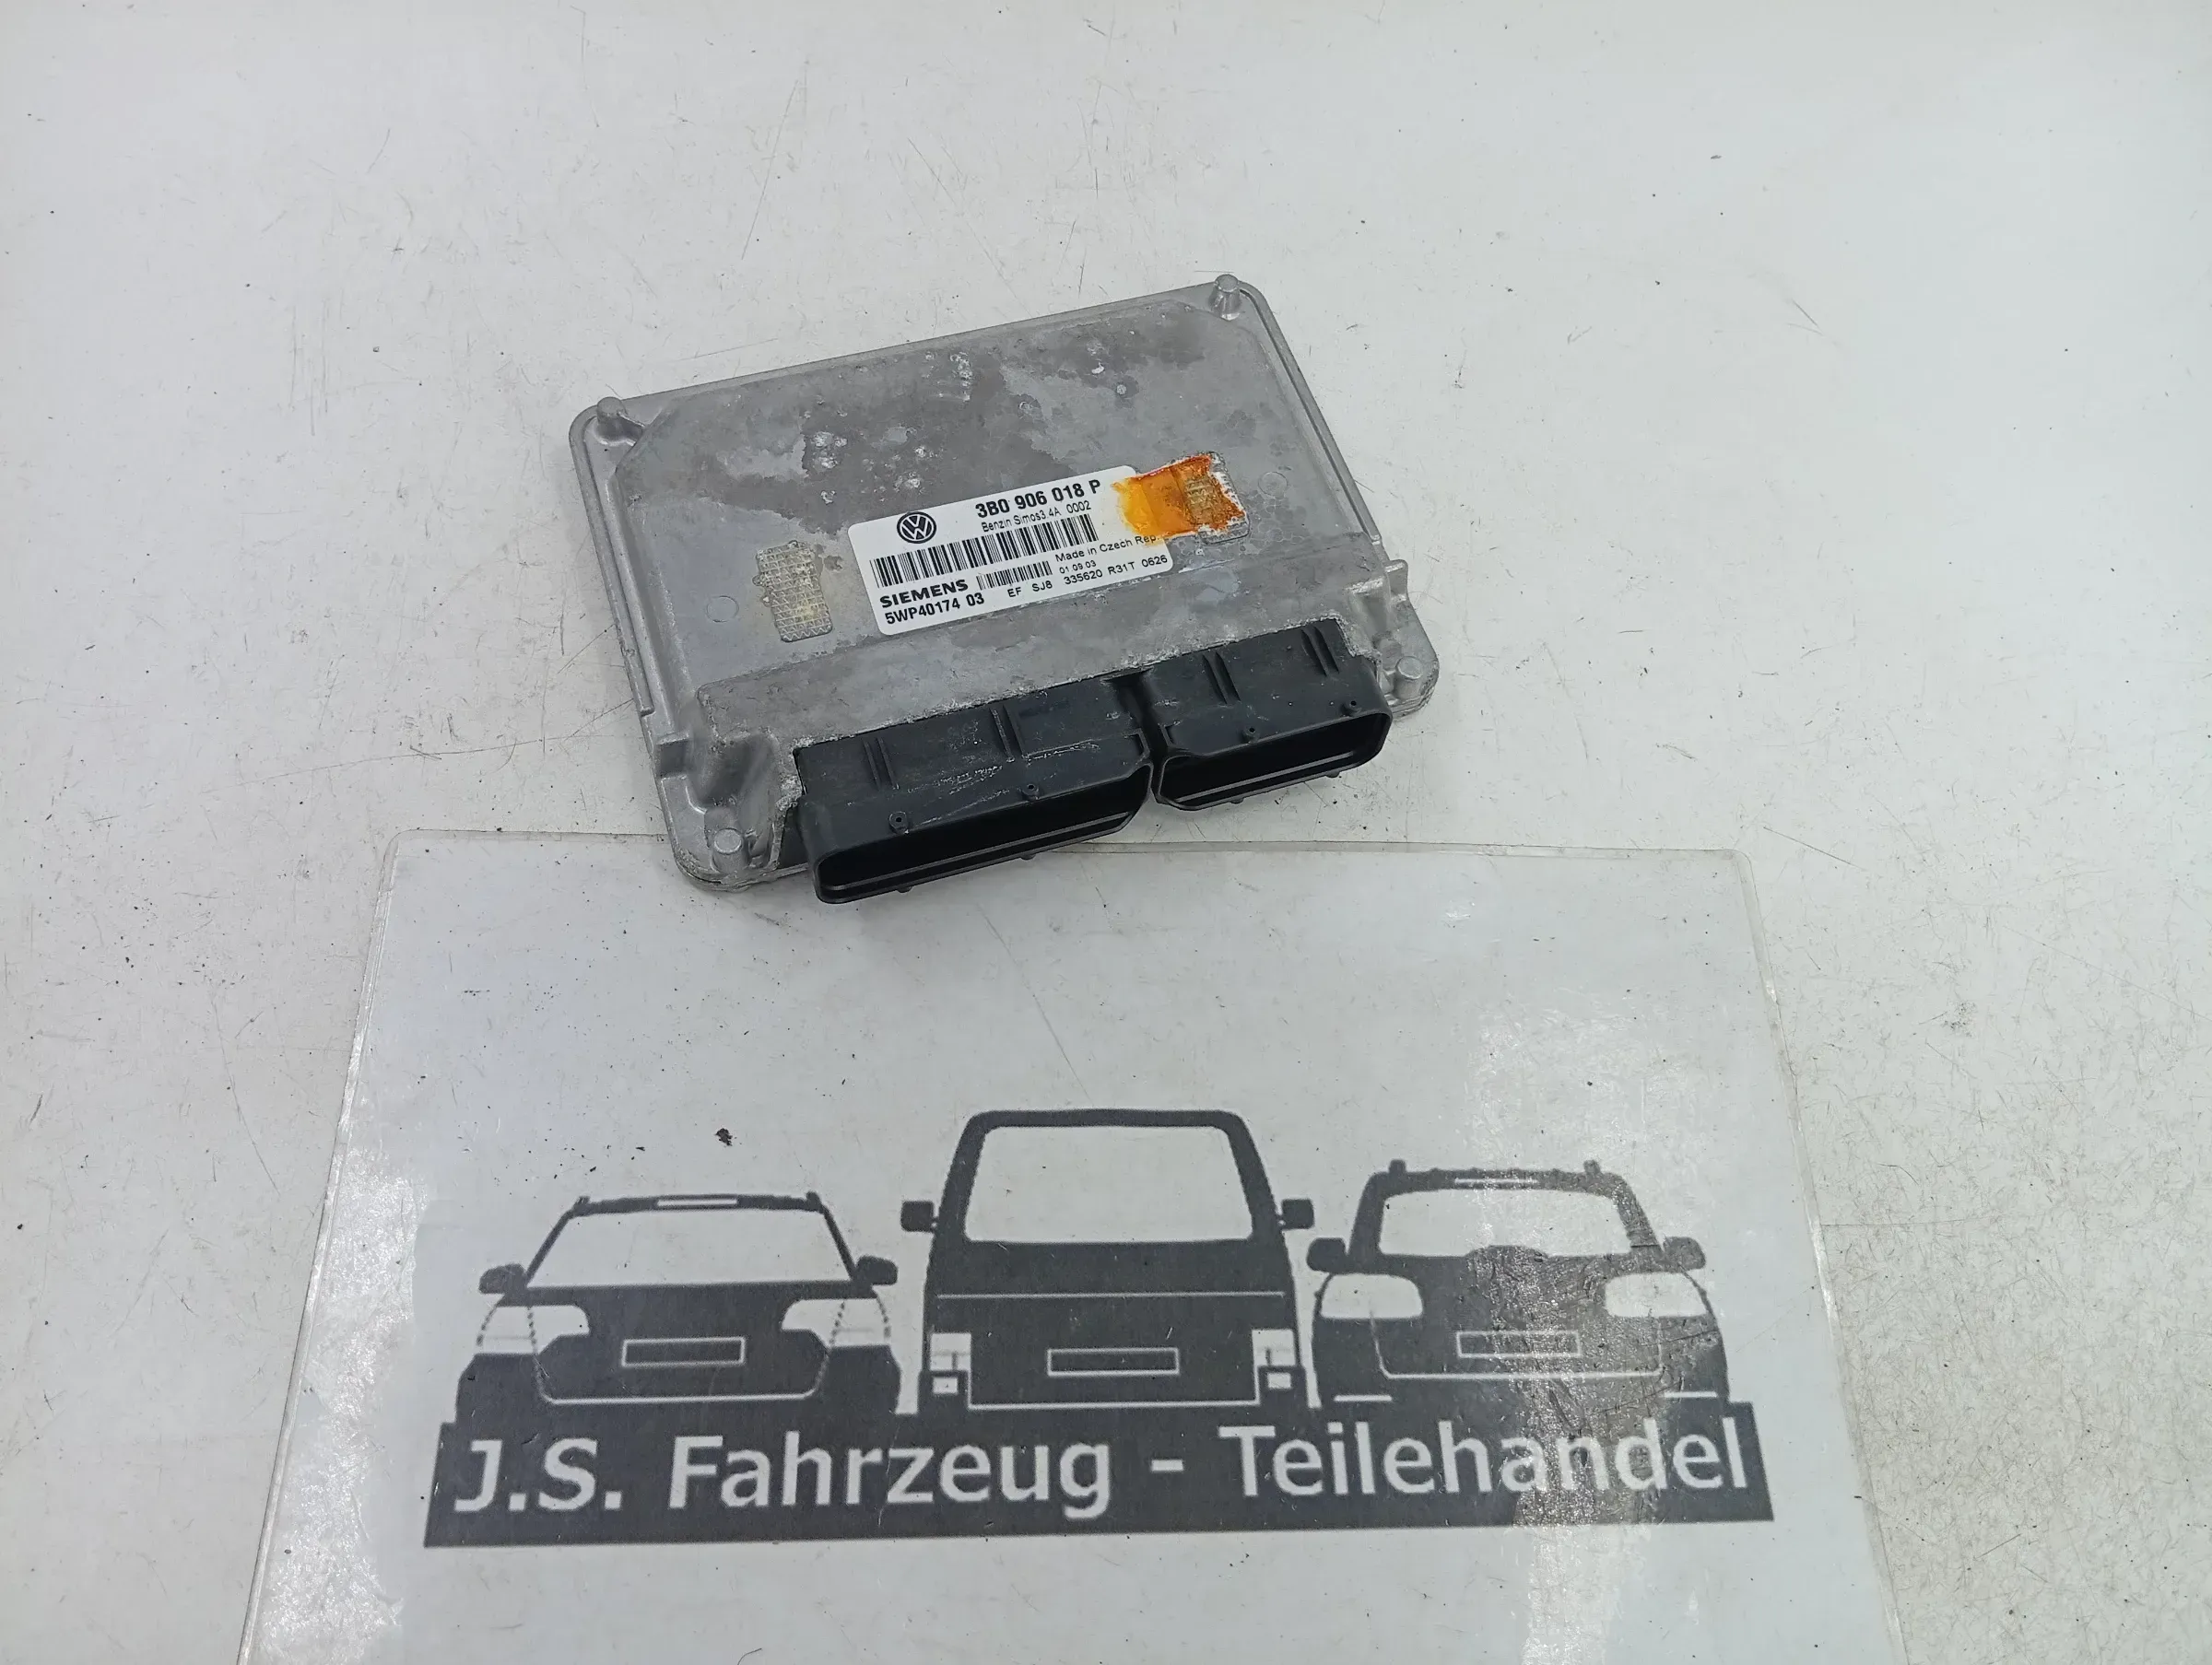 3B0 906 018 P
Benzin Simos3.4A 0002
Made in Czech Rep.
SIEMENS
01 09 03
5WP40174 03
EF SJ8 335620 R31T 0626
J.S. Fahrzeug - Teilehandel